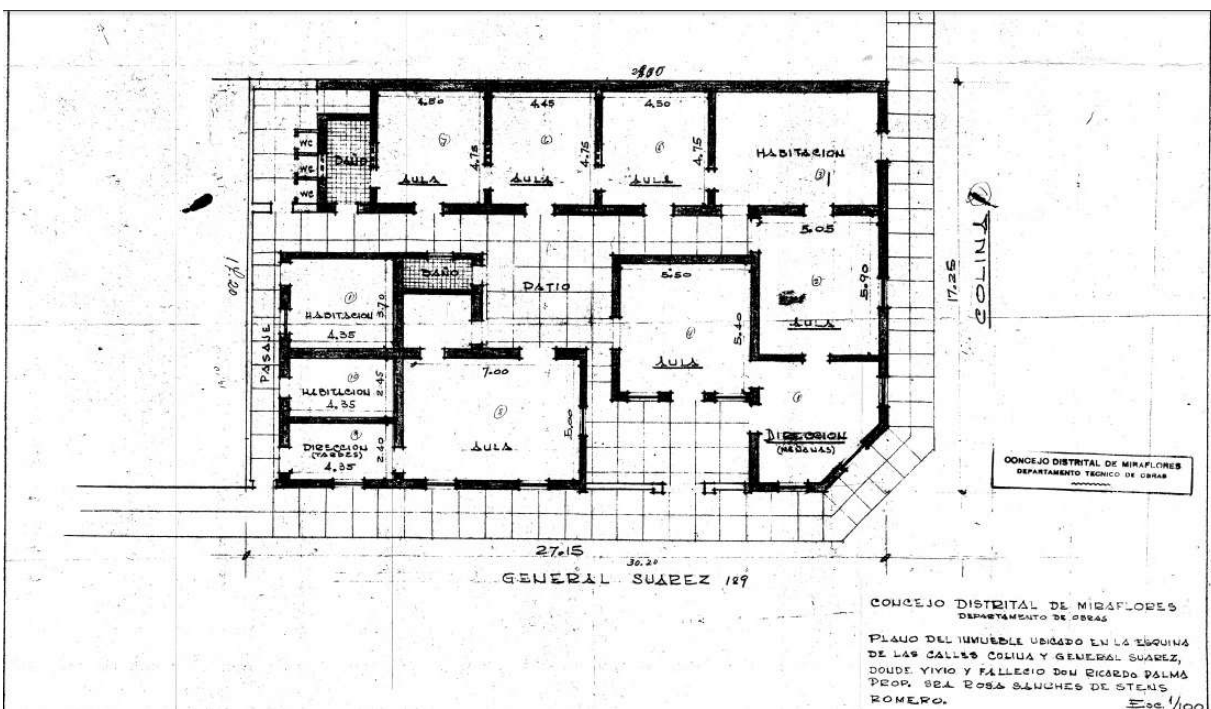 4.50
4.45
4.50
WC
WC
WC
BAÑO
4.75
4.75
4.75
AULA
AULA
AULA
HABITACION
5.05
5.90
AULA
COLINA
17.25
17.20
BAÑO
PATIO
5.50
5.40
AULA
HABITACION
3.70
4.35
PASAJE
HABITACION
2.45
4.35
7.00
5.00
AULA
DIRECCION
(TARDES)
2.40
4.35
DIRECCION
(MAÑANAS)
CONCEJO DISTRITAL DE MIRAFLORES
DEPARTAMENTO TECNICO DE OBRAS
27.15
30.20
GENERAL SUAREZ 189
CONCEJO DISTRITAL DE MIRAFLORES
DEPARTAMENTO DE OBRAS
PLANO DEL INMUEBLE UBICADO EN LA ESQUINA
DE LAS CALLES COLINA Y GENERAL SUAREZ,
DONDE VIVIO Y FALLECIO DON RICARDO PALMA
PROP. SRA ROSA SANCHES DE STENS
ROMERO.
Esc. 1/100